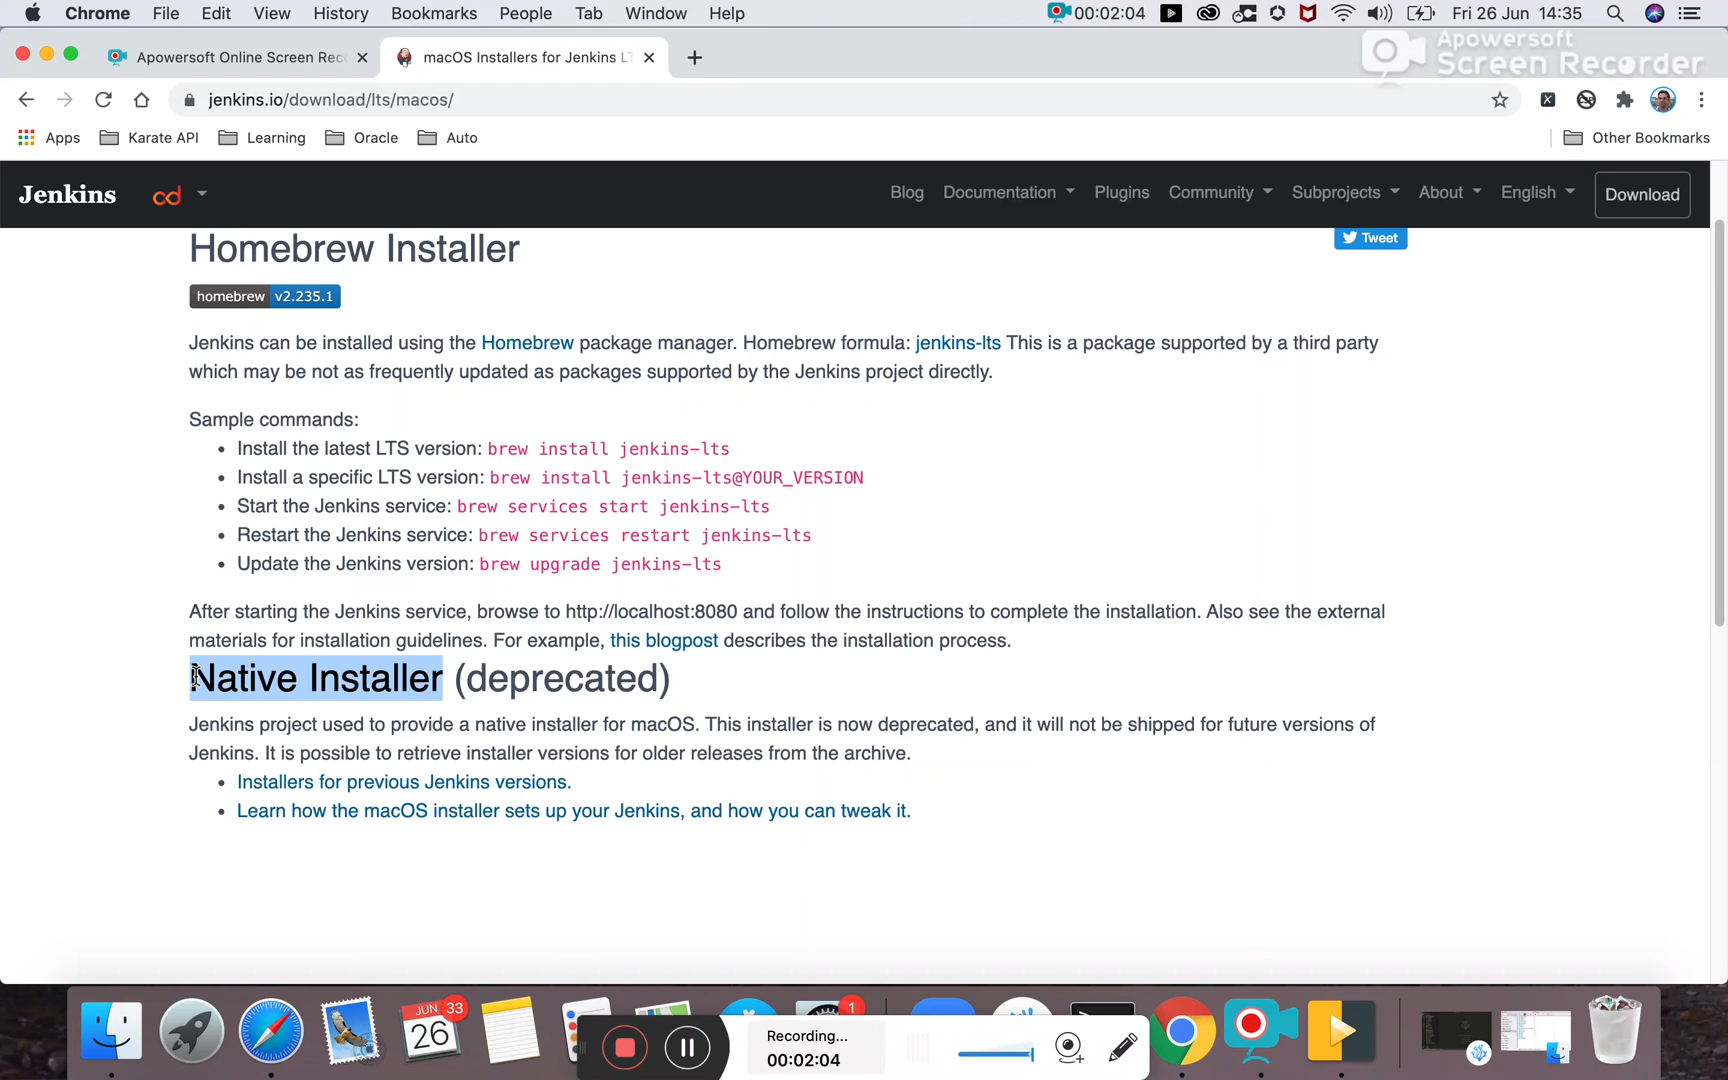 Chrome File Edit View History Bookmarks People Tab Window Help 00:02:04 Fri 26 Jun 14:35
Apowersoft Online Screen Rec macOS Installers for Jenkins LT
Apowersoft
Screen Recorder
jenkins.io/download/lts/macos/
Apps Karate API Learning Oracle Auto Other Bookmarks
Jenkins cd Blog Documentation Plugins Community Subprojects About English Download
Homebrew Installer
Tweet
homebrew v2.235.1
Jenkins can be installed using the Homebrew package manager. Homebrew formula: jenkins-lts This is a package supported by a third party
which may be not as frequently updated as packages supported by the Jenkins project directly.
Sample commands:
• Install the latest LTS version: brew install jenkins-lts
• Install a specific LTS version: brew install jenkins-lts@YOUR_VERSION
• Start the Jenkins service: brew services start jenkins-lts
• Restart the Jenkins service: brew services restart jenkins-lts
• Update the Jenkins version: brew upgrade jenkins-lts
After starting the Jenkins service, browse to http://localhost:8080 and follow the instructions to complete the installation. Also see the external
materials for installation guidelines. For example, this blogpost describes the installation process.
Native Installer (deprecated)
Jenkins project used to provide a native installer for macOS. This installer is now deprecated, and it will not be shipped for future versions of
Jenkins. It is possible to retrieve installer versions for older releases from the archive.
• Installers for previous Jenkins versions.
• Learn how the macOS installer sets up your Jenkins, and how you can tweak it.
JUN 33
26
1
Recording...
00:02:04